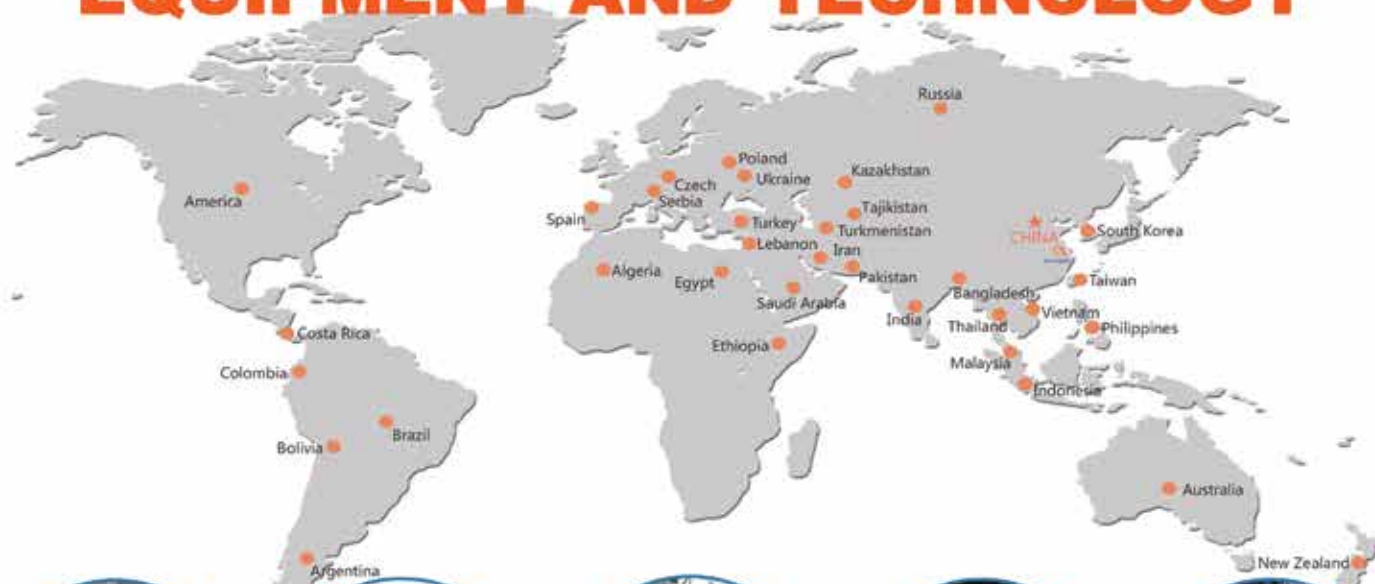 EQUIPMENT AND TECHNOLOGY
Russia
Poland
Ukraine
Kazakhstan
Czech
Serbia
America
Spain
Tajikistan
Turkey
Turkmenistan
South Korea
CHINA
Lebanon
Iran
Algeria
Egypt
Pakistan
Taiwan
Saudi Arabia
Bangladesh
India
Vietnam
Thailand
Philippines
Costa Rica
Ethiopia
Malaysia
Colombia
Indonesia
Brazil
Bolivia
Australia
New Zealand
Argentina